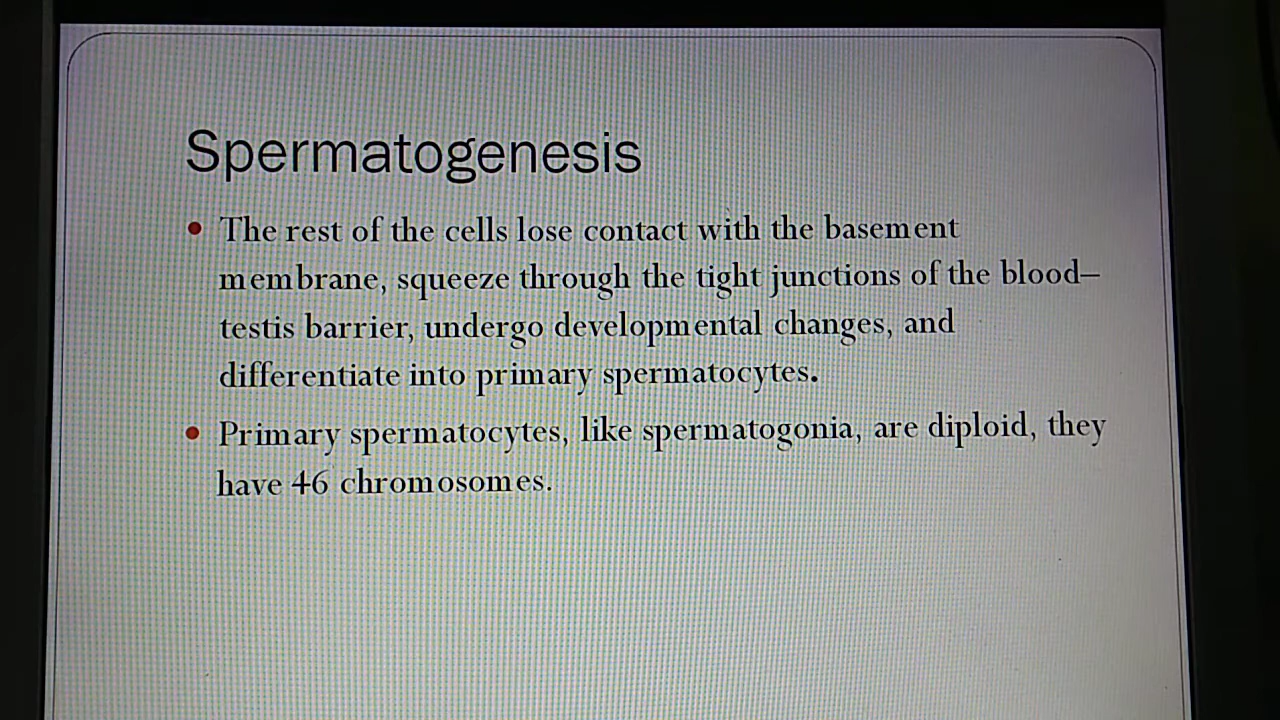 Spermatogenesis
• The rest of the cells lose contact with the basement
membrane, squeeze through the tight junctions of the blood–
testis barrier, undergo developmental changes, and
differentiate into primary spermatocytes.
• Primary spermatocytes, like spermatogonia, are diploid, they
have 46 chromosomes.